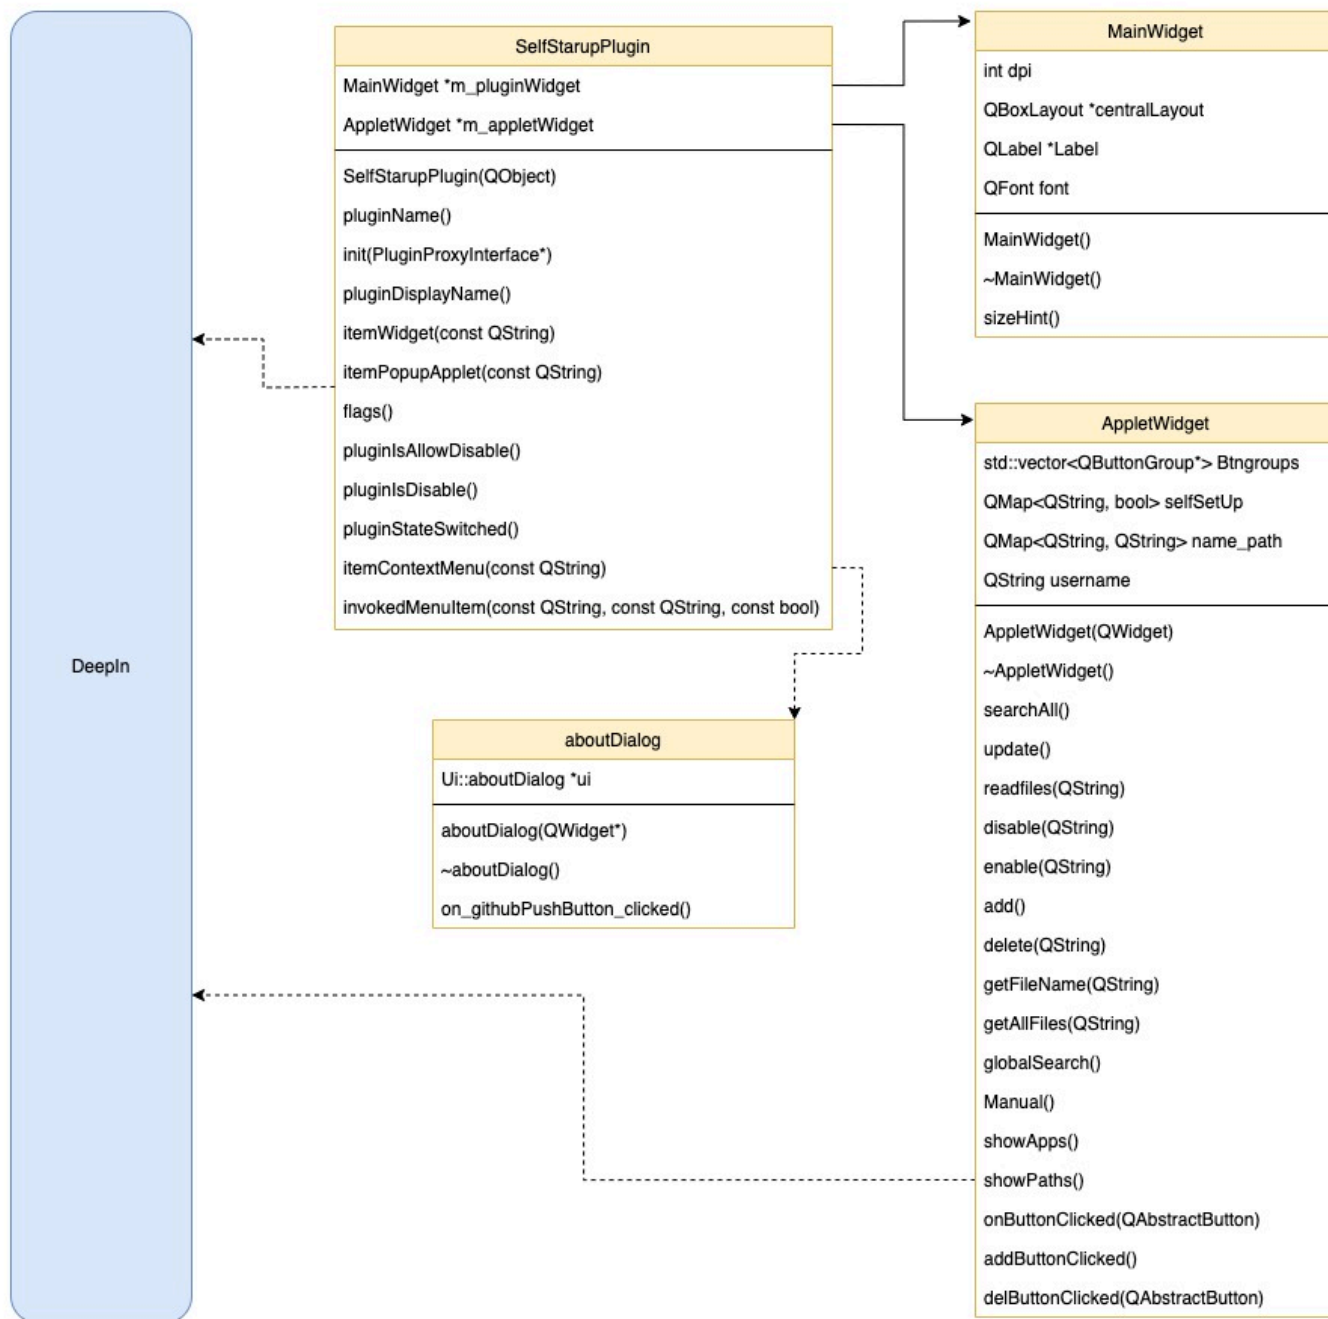 DeepIn
SelfStarupPlugin
MainWidget *m_pluginWidget
AppletWidget *m_appletWidget
SelfStarupPlugin(QObject)
pluginName()
init(PluginProxyInterface*)
pluginDisplayName()
itemWidget(const QString)
itemPopupApplet(const QString)
flags()
pluginIsAllowDisable()
pluginIsDisable()
pluginStateSwitched()
itemContextMenu(const QString)
invokedMenuItem(const QString, const QString, const bool)
aboutDialog
Ui::aboutDialog *ui
aboutDialog(QWidget*)
~aboutDialog()
on_githubPushButton_clicked()
MainWidget
int dpi
QBoxLayout *centralLayout
QLabel *Label
QFont font
MainWidget()
~MainWidget()
sizeHint()
AppletWidget
std::vector<QButtonGroup*> Btngroups
QMap<QString, bool> selfSetUp
QMap<QString, QString> name_path
QString username
AppletWidget(QWidget)
~AppletWidget()
searchAll()
update()
readfiles(QString)
disable(QString)
enable(QString)
add()
delete(QString)
getFileName(QString)
getAllFiles(QString)
globalSearch()
Manual()
showApps()
showPaths()
onButtonClicked(QAbstractButton)
addButtonClicked()
delButtonClicked(QAbstractButton)